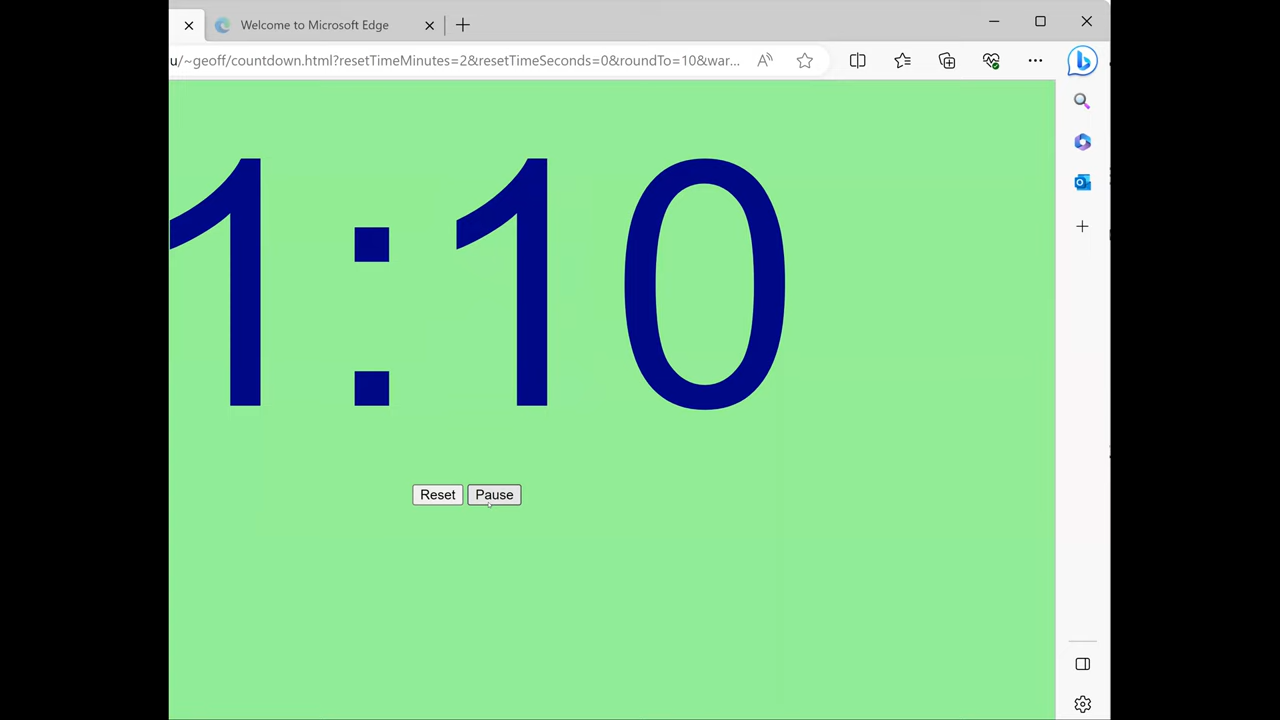 Welcome to Microsoft Edge
u/~geoff/countdown.html?resetTimeMinutes=2&resetTimeSeconds=0&roundTo=10&war...
1:10
Reset Pause